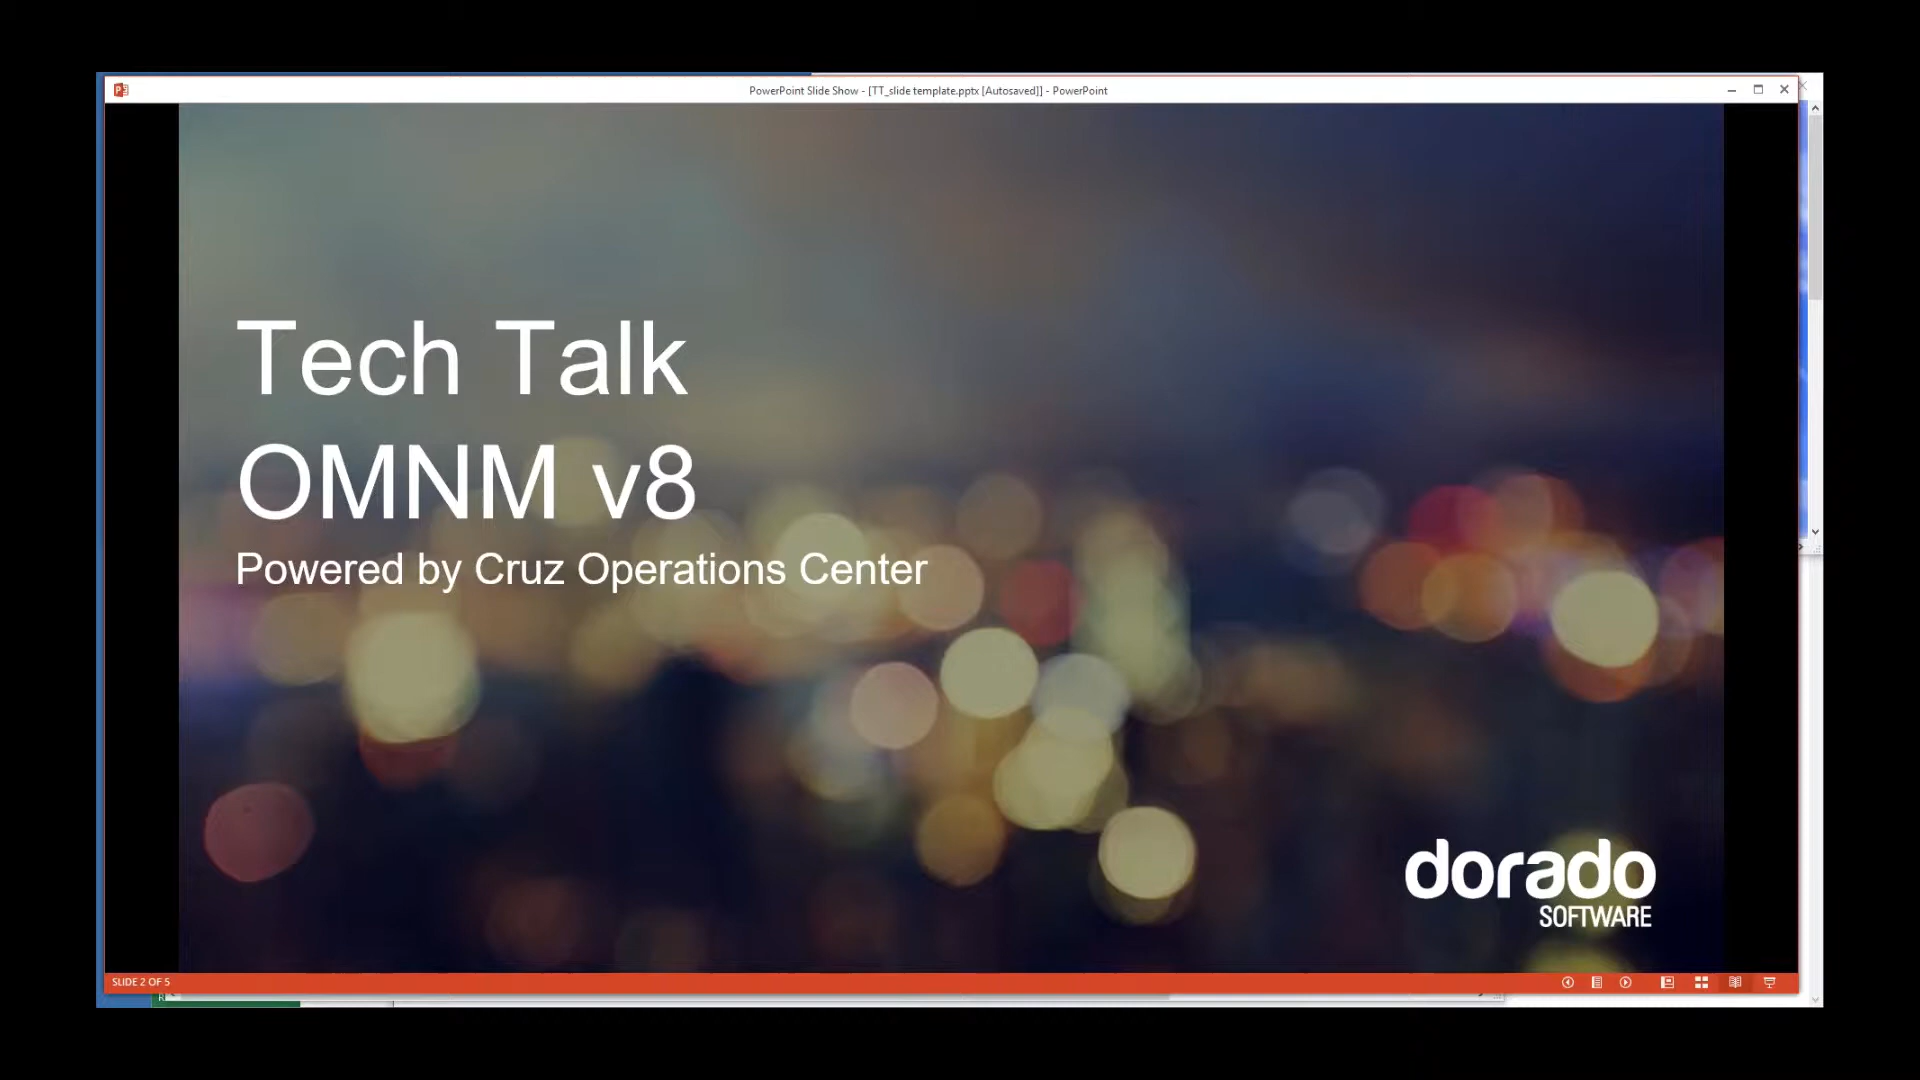 PowerPoint Slide Show - [TT_slide template.pptx [Autosaved]] - PowerPoint
Tech Talk
OMNM v8
Powered by Cruz Operations Center
dorado
SOFTWARE
SLIDE 2 OF 5